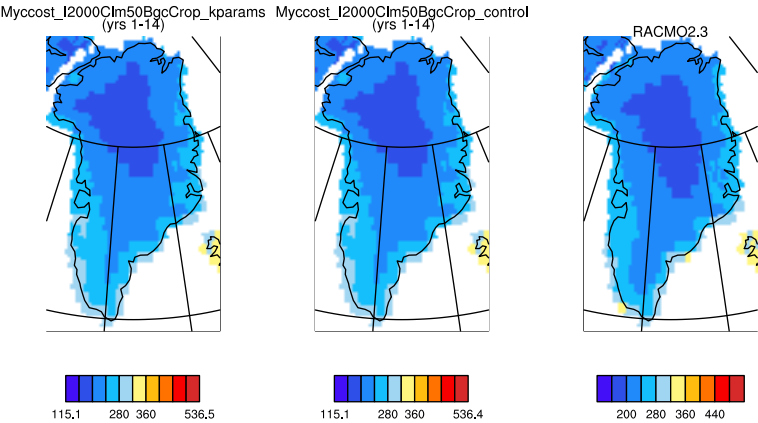 Myccost_I2000Clm50BgcCrop_kparams
(yrs 1-14)
Myccost_I2000Clm50BgcCrop_control
(yrs 1-14)
RACMO2.3
115.1 280 360 536.5
115.1 280 360 536.4
200 280 360 440